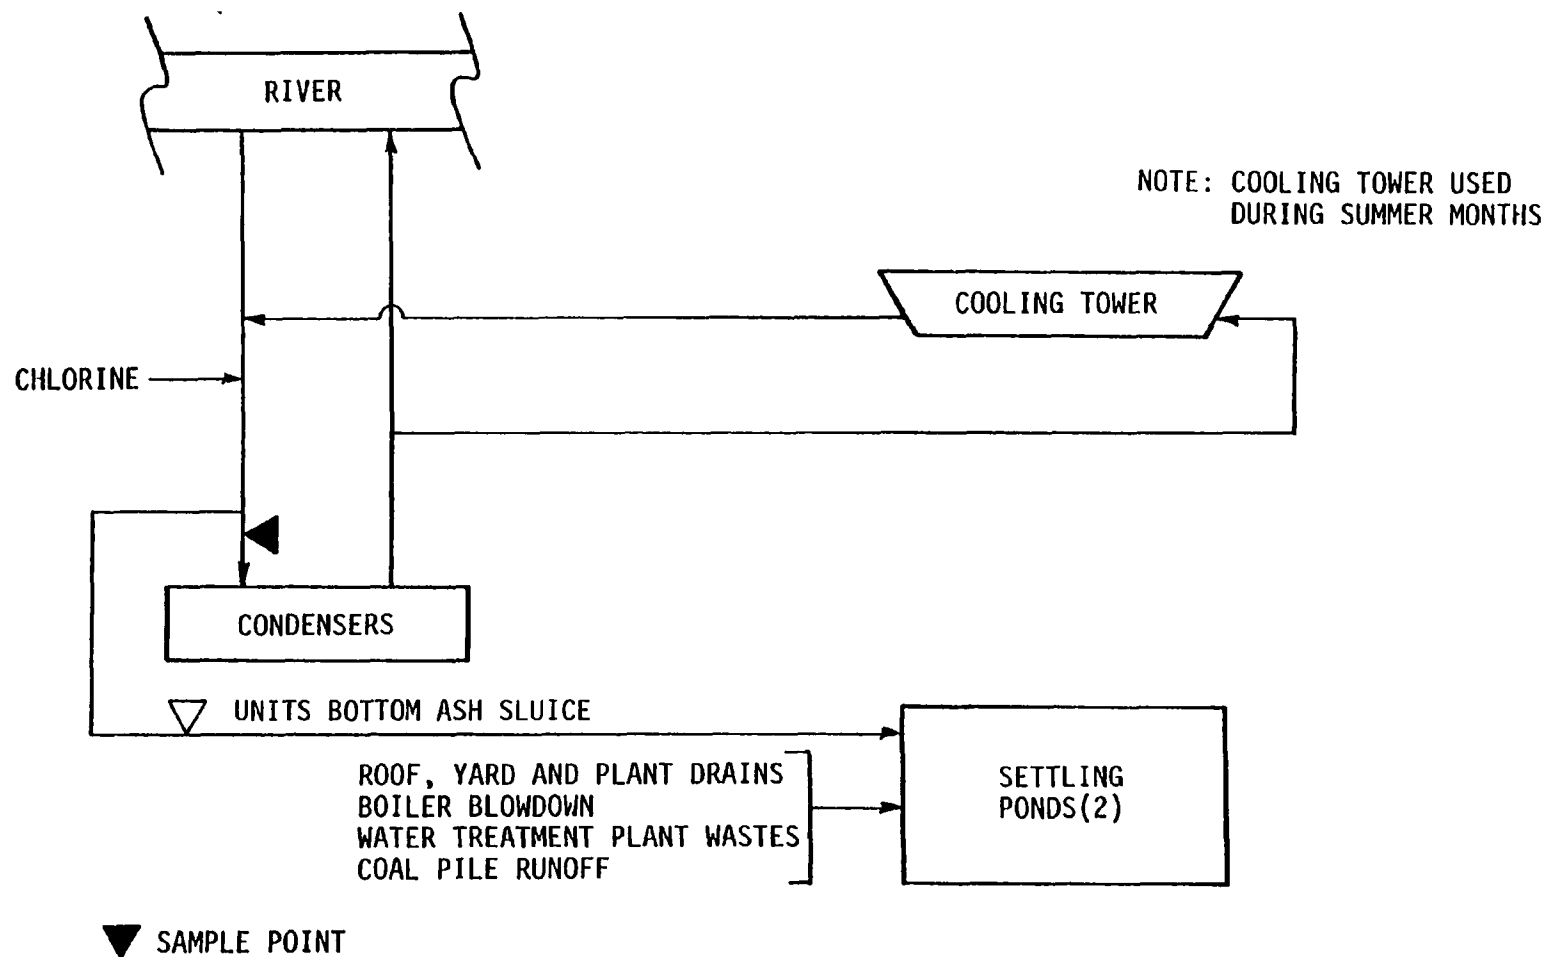 RIVER
NOTE: COOLING TOWER USED
DURING SUMMER MONTHS
COOLING TOWER
CHLORINE
CONDENSERS
UNITS BOTTOM ASH SLUICE
ROOF, YARD AND PLANT DRAINS
BOILER BLOWDOWN
WATER TREATMENT PLANT WASTES
COAL PILE RUNOFF
SETTLING
PONDS(2)
SAMPLE POINT